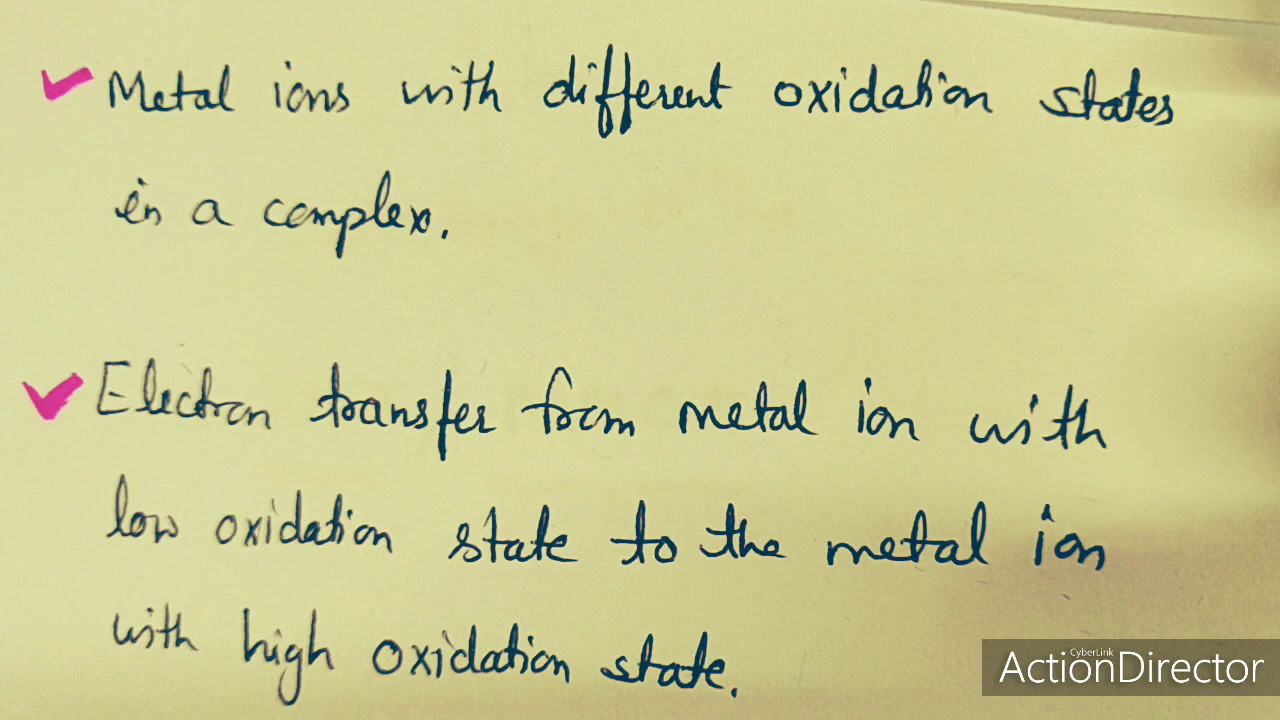 Metal ions with different oxidation states
in a complex.
Electron transfer from metal ion with
low oxidation state to the metal ion
with high oxidation state.
CyberLink
ActionDirector